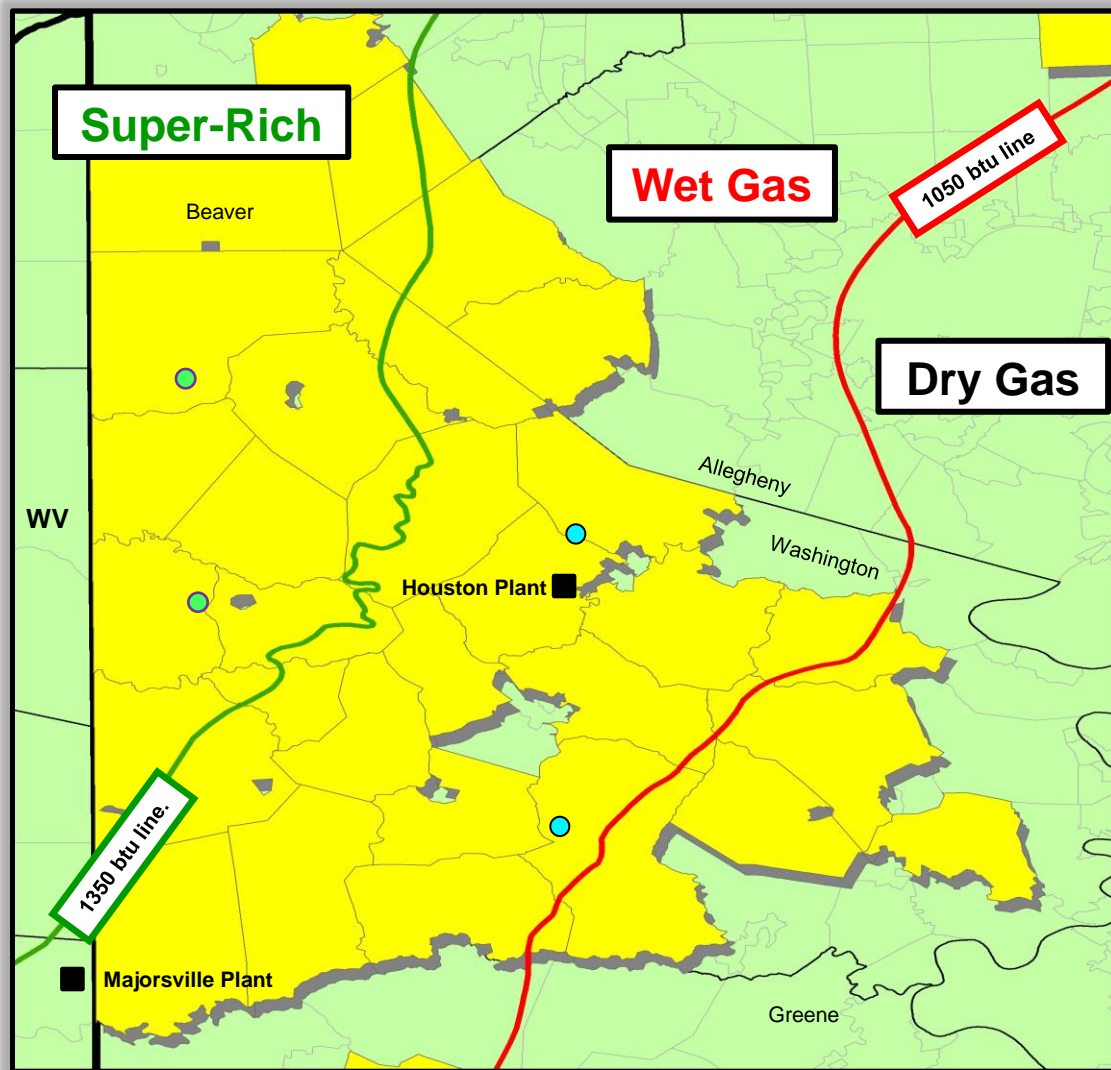 Super-Rich
1050 btu line
Wet Gas
Beaver
Dry Gas
Allegheny
WV
Washington
Houston Plant
1350 btu line.
Majorsville Plant
Greene